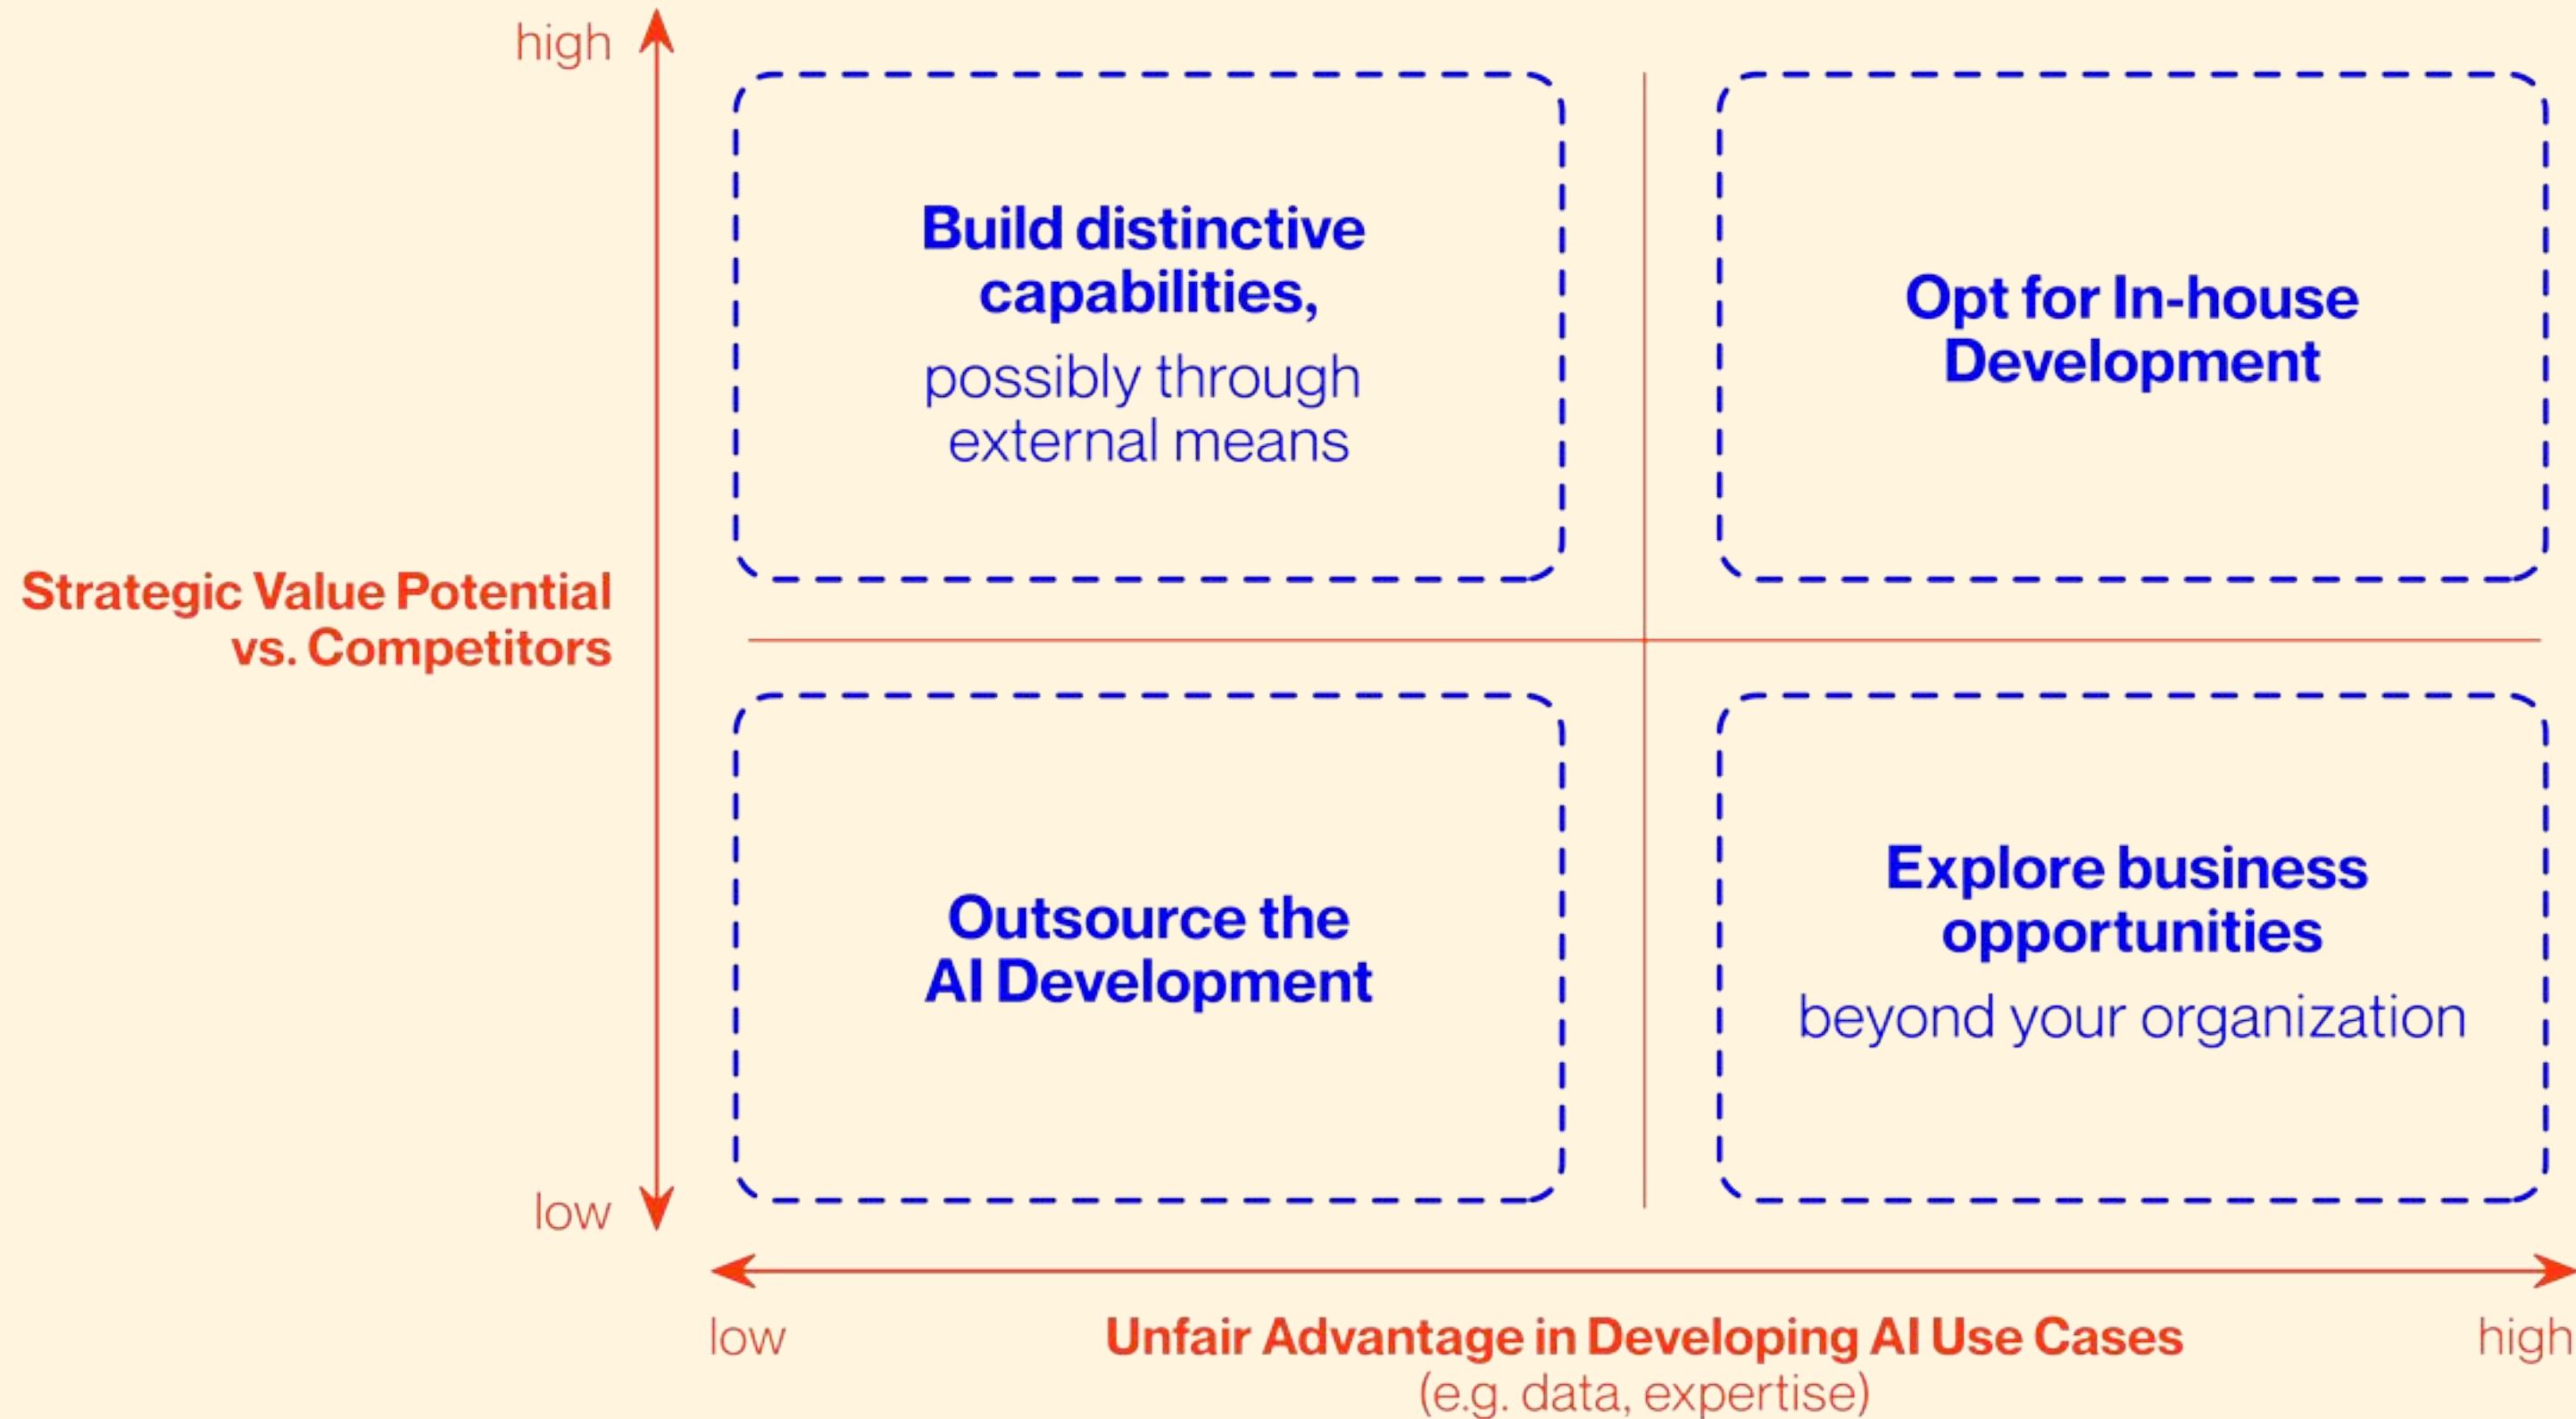 high
Build distinctive
capabilities,
possibly through
external means
Opt for In-house
Development
Strategic Value Potential
vs. Competitors
Outsource the
AI Development
Explore business
opportunities
beyond your organization
low
low
Unfair Advantage in Developing AI Use Cases
(e.g. data, expertise)
high